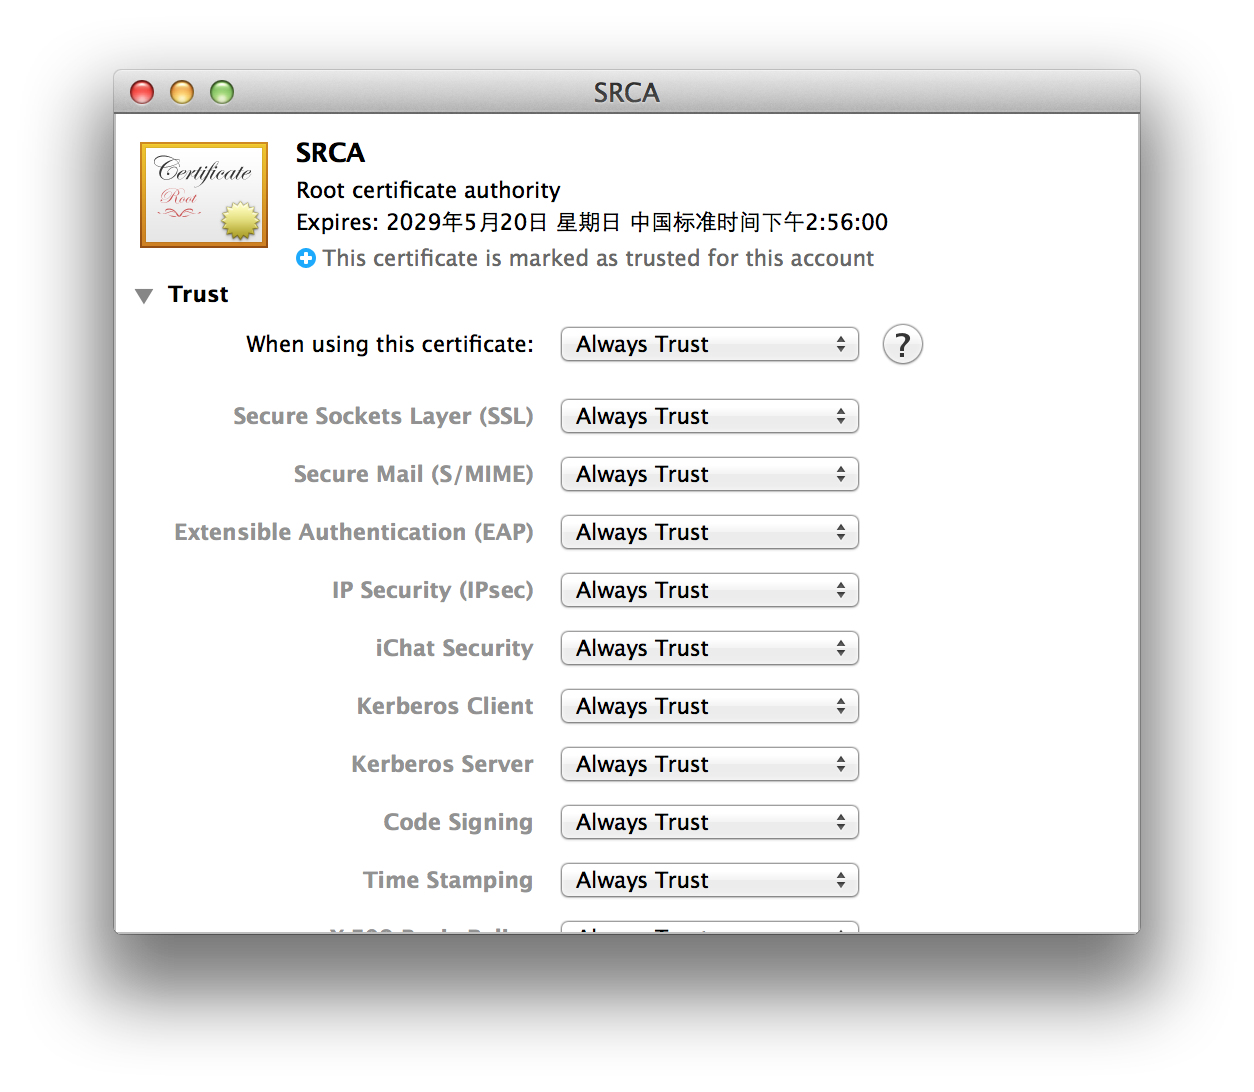 SRCA
Certificate
Root
SRCA
Root certificate authority
Expires: 2029年5月20日 星期日 中国标准时间下午2:56:00
This certificate is marked as trusted for this account
Trust
When using this certificate: Always Trust ?
Secure Sockets Layer (SSL) Always Trust
Secure Mail (S/MIME) Always Trust
Extensible Authentication (EAP) Always Trust
IP Security (IPsec) Always Trust
iChat Security Always Trust
Kerberos Client Always Trust
Kerberos Server Always Trust
Code Signing Always Trust
Time Stamping Always Trust